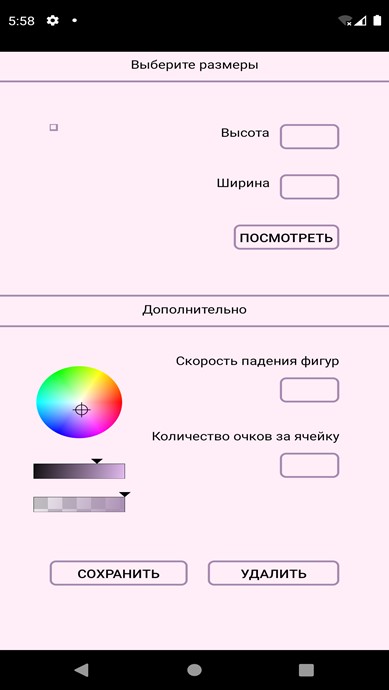 5:58
Выберите размеры
Высота
Ширина
ПОСМОТРЕТЬ
Дополнительно
Скорость падения фигур
Количество очков за ячейку
СОХРАНИТЬ
УДАЛИТЬ